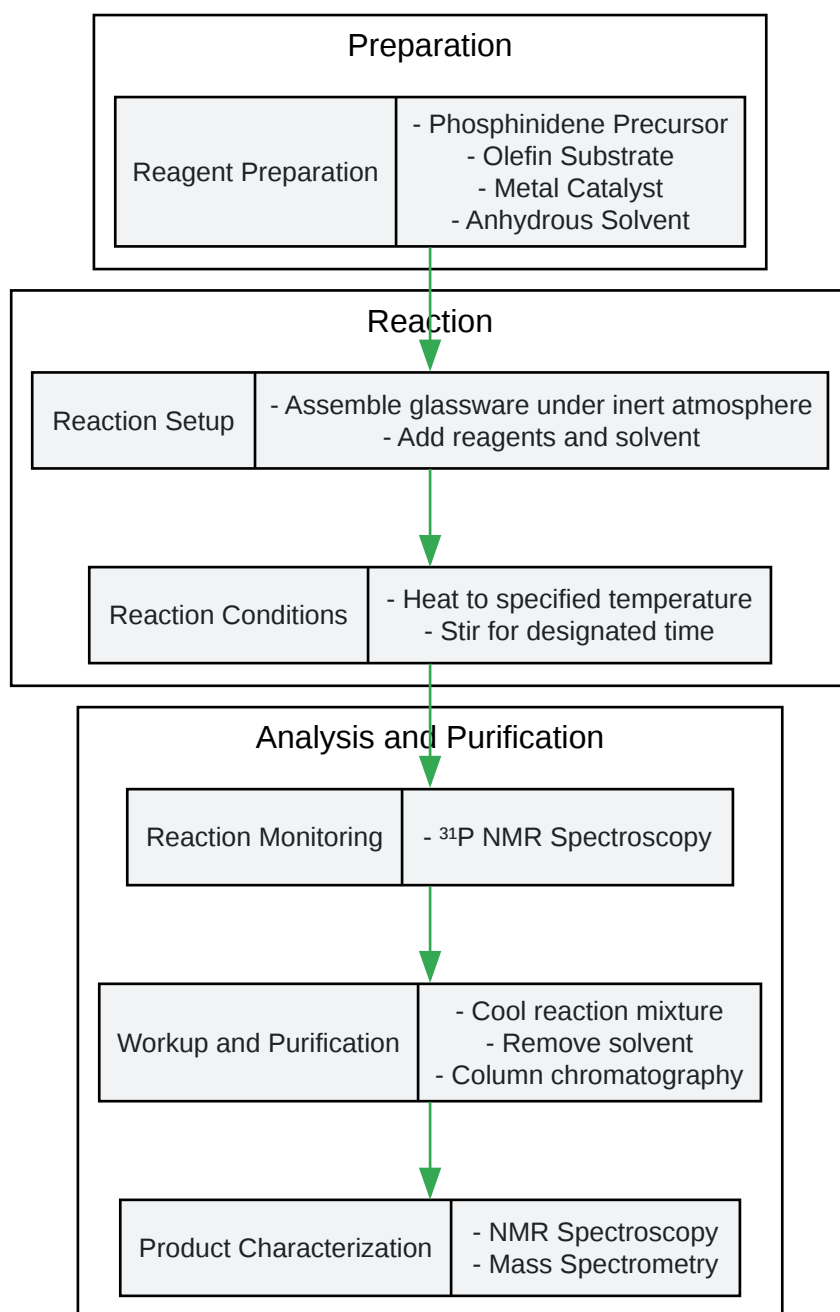 Preparation
Reagent Preparation
- Phosphinidene Precursor
- Olefin Substrate
- Metal Catalyst
- Anhydrous Solvent
Reaction
Reaction Setup
- Assemble glassware under inert atmosphere
- Add reagents and solvent
Reaction Conditions
- Heat to specified temperature
- Stir for designated time
Analysis and Purification
Reaction Monitoring
- ³¹P NMR Spectroscopy
Workup and Purification
- Cool reaction mixture
- Remove solvent
- Column chromatography
Product Characterization
- NMR Spectroscopy
- Mass Spectrometry